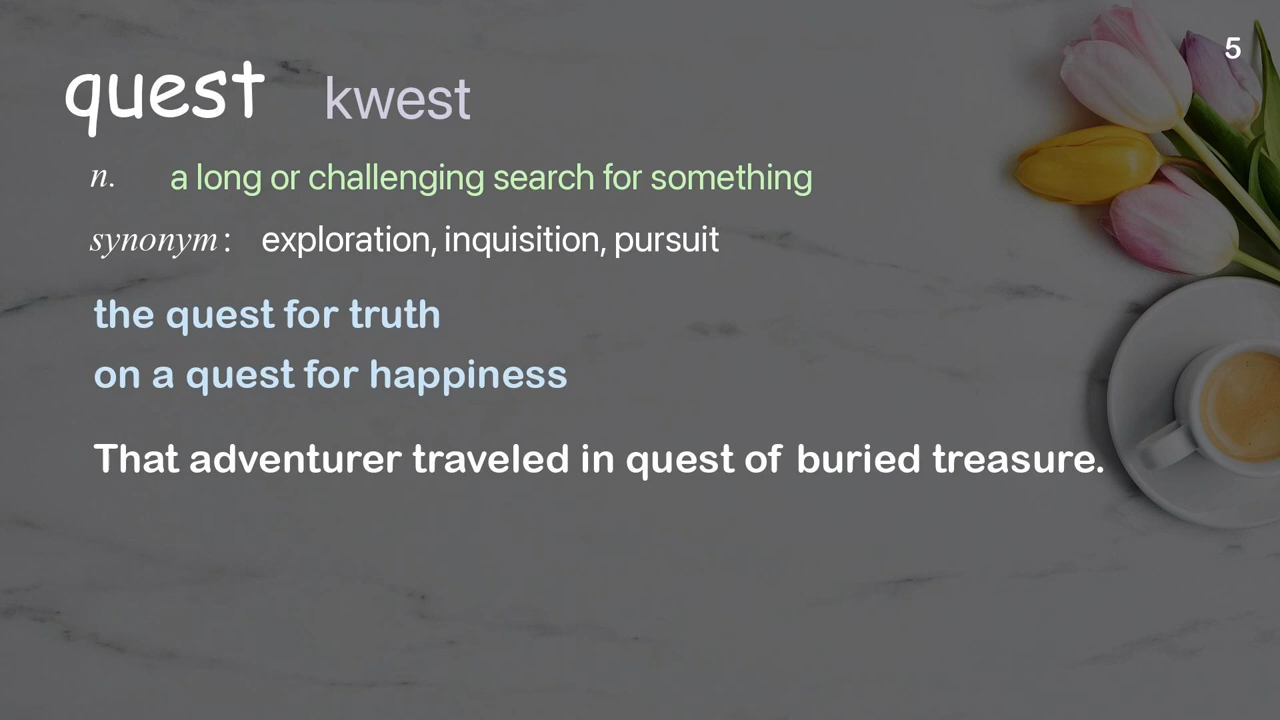 5
quest kwest
n. a long or challenging search for something
synonym: exploration, inquisition, pursuit
the quest for truth
on a quest for happiness
That adventurer traveled in quest of buried treasure.